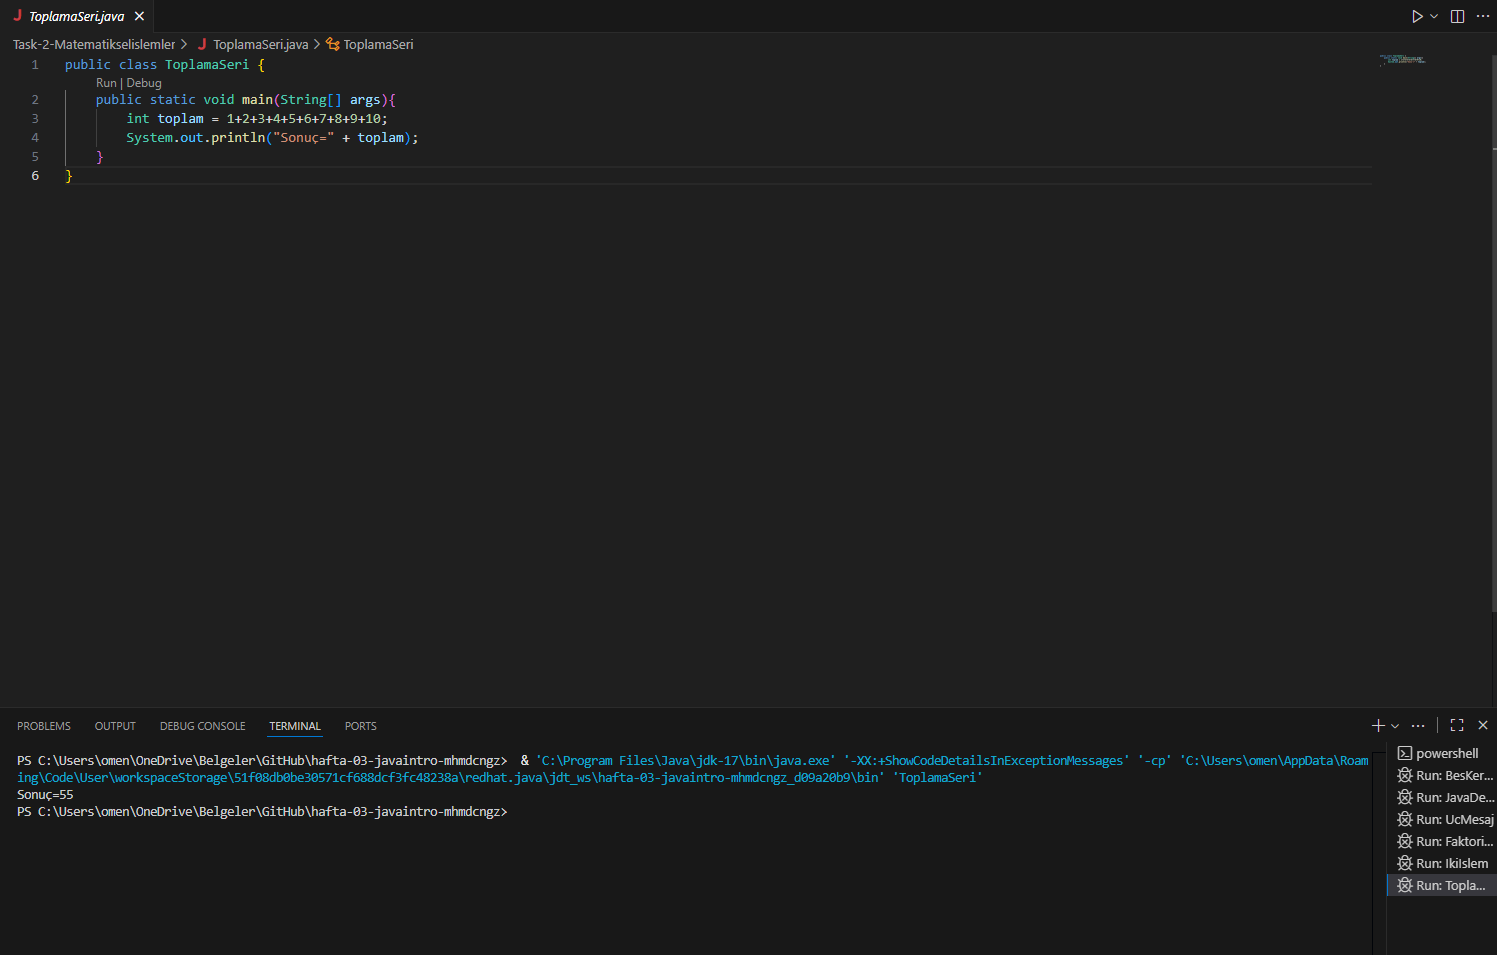 ToplamaSeri.java
Task-2-Matematikselislemler > ToplamaSeri.java > ToplamaSeri
1 public class ToplamaSeri {
Run | Debug
2 public static void main(String[] args){
3 int toplam = 1+2+3+4+5+6+7+8+9+10;
4 System.out.println("Sonuç=" + toplam);
5 }
6 }
PROBLEMS OUTPUT DEBUG CONSOLE TERMINAL PORTS
PS C:\Users\omen\OneDrive\Belgeler\GitHub\hafta-03-javaintro-mhmdcngz> & 'C:\Program Files\Java\jdk-17\bin\java.exe' '-XX:+ShowCodeDetailsInExceptionMessages' '-cp' 'C:\Users\omen\AppData\Roam
ing\Code\User\workspaceStorage\51f08db0be30571cf688dcf3fc48238a\redhat.java\jdt_ws\hafta-03-javaintro-mhmdcngz_d09a20b9\bin' 'ToplamaSeri'
Sonuç=55
PS C:\Users\omen\OneDrive\Belgeler\GitHub\hafta-03-javaintro-mhmdcngz>
powershell
Run: BesKer...
Run: JavaDe...
Run: UcMesaj
Run: Faktori...
Run: IkiIslem
Run: Topla...